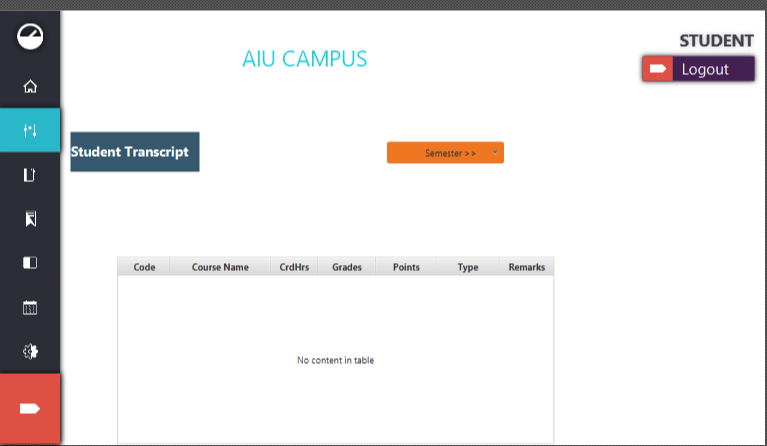 STUDENT
AIU CAMPUS
Logout
Student Transcript
Semester >>
Code Course Name CrdHrs Grades Points Type Remarks
No content in table